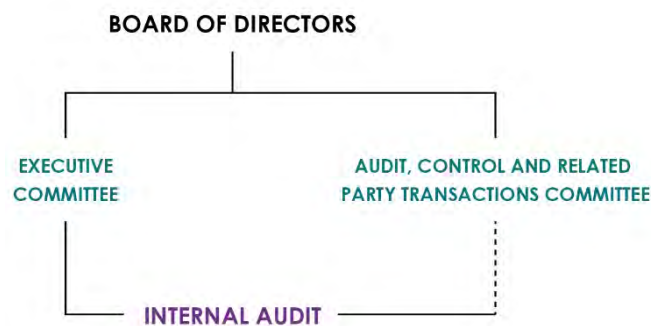 BOARD OF DIRECTORS
EXECUTIVE
COMMITTEE
AUDIT, CONTROL AND RELATED
PARTY TRANSACTIONS COMMITTEE
INTERNAL AUDIT